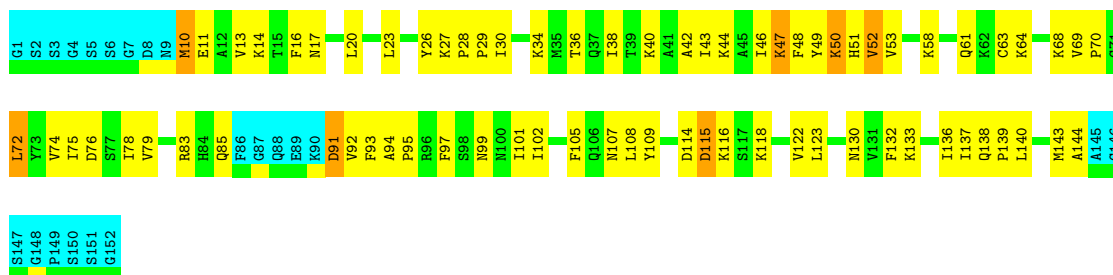 G1 S2 S3 G4 S5 S6 G7 D8 N9 M10 E11 A12 V13 K14 T15 F16 N17 L20 L23 Y26 K27 P28 P29 I30 K34 M35 T36 Q37 I38 T39 K40 A41 A42 I43 K44 A45 I46 K47 F48 Y49 K50 H51 V52 V53 K58 Q61 K62 C63 K64 K68 V69 P70 S71
L72 Y73 V74 I75 D76 S77 I78 V79 R83 H84 Q85 F86 G87 Q88 E89 K90 D91 V92 F93 A94 P95 R96 F97 S98 N99 N100 I101 I102 F105 Q106 N107 L108 Y109 D114 D115 K116 S117 K118 V122 L123 N130 V131 F132 K133 I136 I137 Q138 P139 L140 M143 A144 A145 S146
S147 G148 P149 S150 S151 G152